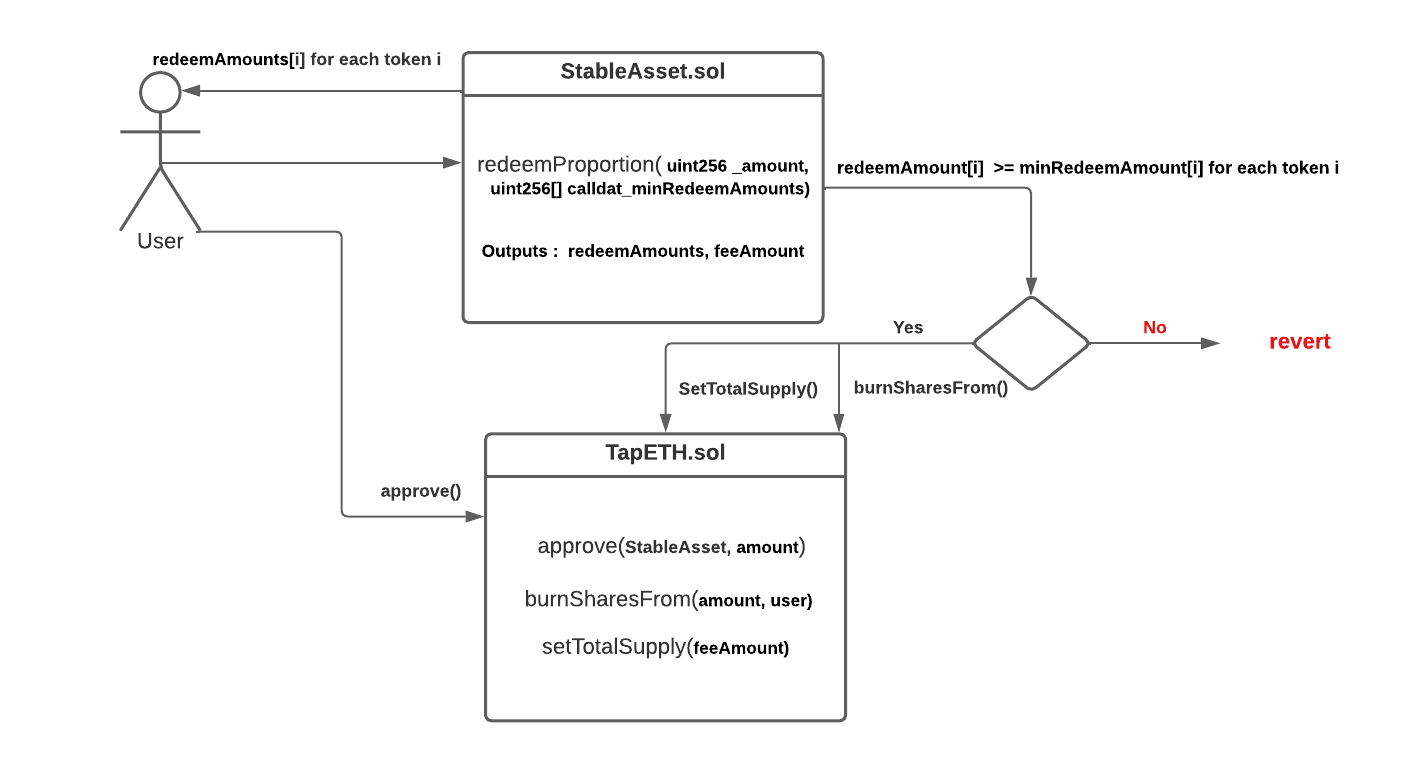 redeemAmounts[i] for each token i
StableAsset.sol
redeemProportion( uint256 _amount,
uint256[] calldat_minRedeemAmounts)
redeemAmount[i]  >= minRedeemAmount[i] for each token i
User
Outputs :  redeemAmounts, feeAmount
Yes
No
revert
SetTotalSupply()
burnSharesFrom()
TapETH.sol
approve()
approve(StableAsset, amount)
burnSharesFrom(amount, user)
setTotalSupply(feeAmount)